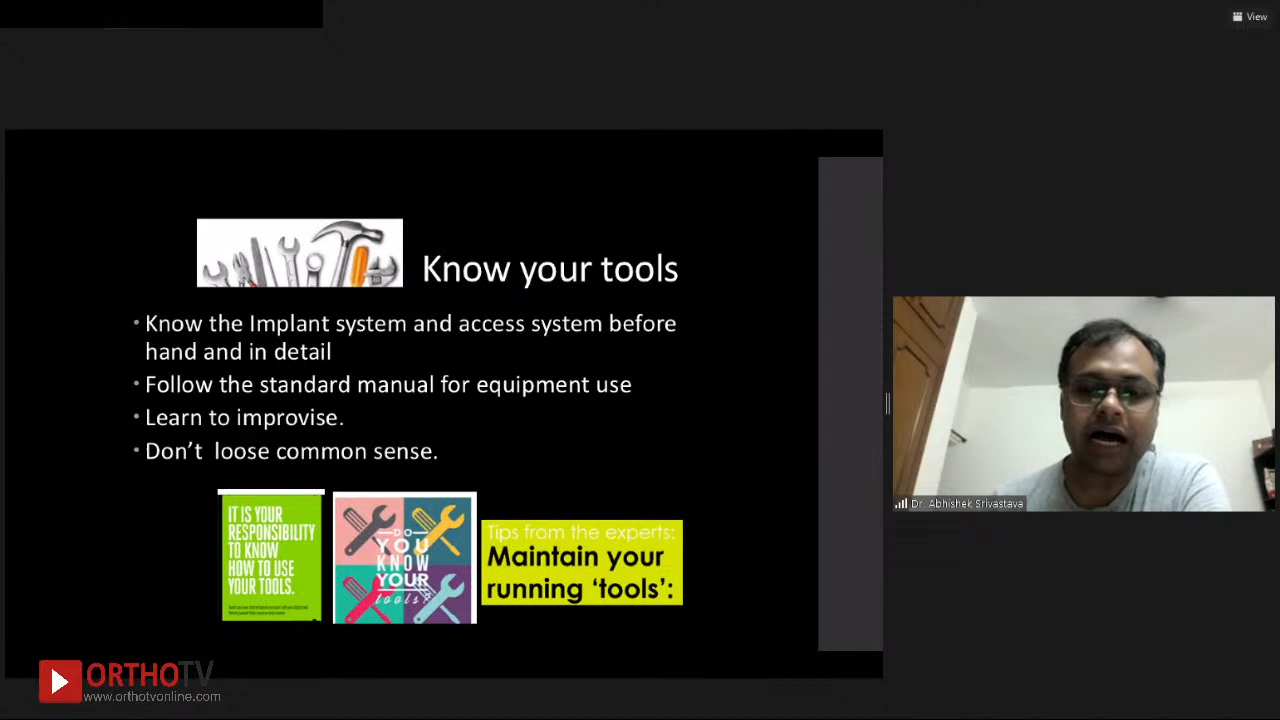 View
Know your tools
• Know the Implant system and access system before
hand and in detail
• Follow the standard manual for equipment use
• Learn to improvise.
• Don’t  loose common sense.
IT IS YOUR
RESPONSIBILITY
TO KNOW
HOW TO USE
YOUR TOOLS.
DO
YOU
KNOW
YOUR
tools?
Tips from the experts:
Maintain your
running ‘tools’:
Dr. Abhishek Srivastava
ORTHOTV
www.orthotvonline.com